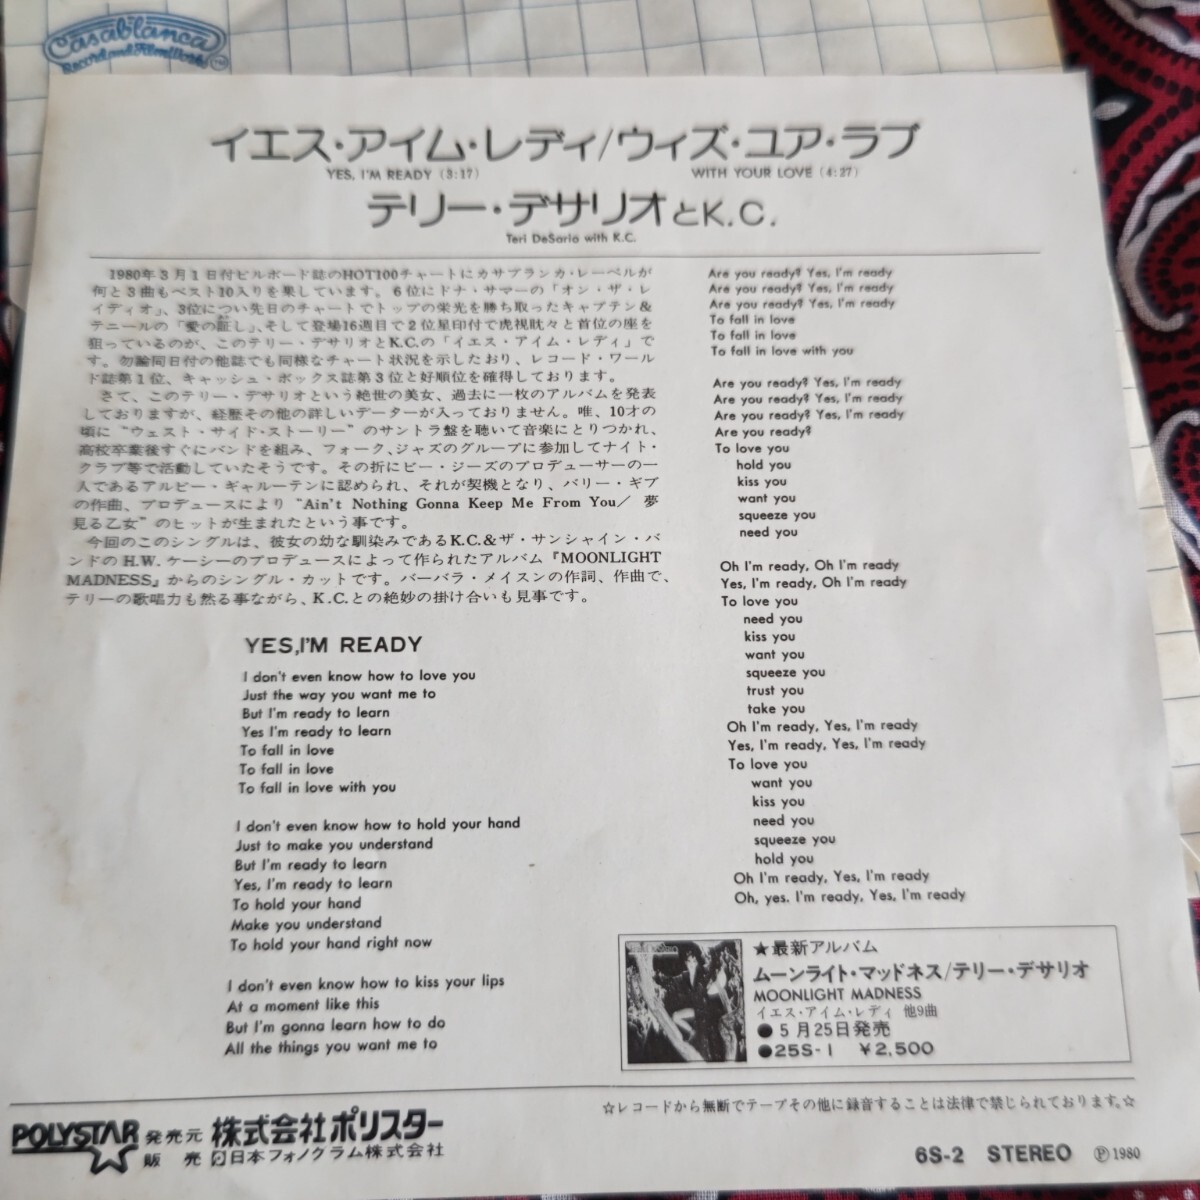 Casablanca
Record and FilmWorks
イエス・アイム・レディ/ウィズ・ユア・ラブ
YES, I'M READY (3:17) WITH YOUR LOVE (4:27)
テリー・デサリオとK.C.
Teri DeSario with K.C.
1980年3月1日付ビルボード誌のHOT100チャートにカサブランカ・レーベルが
何と3曲もベスト10入りを果しています。6位にドナ・サマーの「オン・ザ・レ
イディオ」、3位につい先日のチャートでトップの栄光を勝ち取ったキャプテン&
テニールの「愛の証し」、そして登場16週目で2位星印付で虎視眈々と首位の座を
狙っているのが、このテリー・デサリオとK.C.の「イエス・アイム・レディ」で
す。勿論同日付の他誌でも同様なチャート状況を示しており、レコード・ワール
ド誌第1位、キャッシュ・ボックス誌第3位と好順位を確得しております。
さて、このテリー・デサリオという絶世の美女、過去に一枚のアルバムを発表
しておりますが、経歴その他の詳しいデーターが入っておりません。唯、10才の
頃に“ウェスト・サイド・ストーリー”のサントラ盤を聴いて音楽にとりつかれ、
高校卒業後すぐにバンドを組み、フォーク、ジャズのグループに参加してナイト・
クラブ等で活動していたそうです。その折にビー・ジーズのプロデューサーの一
人であるアルビー・ギャルーテンに認められ、それが契機となり、バリー・ギブ
の作曲、プロデュースにより“Ain't Nothing Gonna Keep Me From You／ 夢
見る乙女”のヒットが生まれたという事です。
今回のこのシングルは、彼女の幼な馴染みであるK.C.&ザ・サンシャイン・バ
ンドのH.W.ケーシーのプロデュースによって作られたアルバム『MOONLIGHT
MADNESS』からのシングル・カットです。バーバラ・メイスンの作詞、作曲で、
テリーの歌唱力も然る事ながら、K.C.との絶妙の掛け合いも見事です。
YES,I'M READY
I don't even know how to love you
Just the way you want me to
But I'm ready to learn
Yes I'm ready to learn
To fall in love
To fall in love
To fall in love with you
I don't even know how to hold your hand
Just to make you understand
But I'm ready to learn
Yes, I'm ready to learn
To hold your hand
Make you understand
To hold your hand right now
I don't even know how to kiss your lips
At a moment like this
But I'm gonna learn how to do
All the things you want me to
Are you ready? Yes, I'm ready
Are you ready? Yes, I'm ready
Are you ready? Yes, I'm ready
To fall in love
To fall in love
To fall in love with you
Are you ready? Yes, I'm ready
Are you ready? Yes, I'm ready
Are you ready? Yes, I'm ready
Are you ready?
To love you
hold you
kiss you
want you
squeeze you
need you
Oh I'm ready, Oh I'm ready
Yes, I'm ready, Oh I'm ready
To love you
need you
kiss you
want you
squeeze you
trust you
take you
Oh I'm ready, Yes, I'm ready
Yes, I'm ready, Yes, I'm ready
To love you
want you
kiss you
need you
squeeze you
hold you
Oh I'm ready, Yes, I'm ready
Oh, yes. I'm ready, Yes, I'm ready
★最新アルバム
ムーンライト・マッドネス/テリー・デサリオ
MOONLIGHT MADNESS
イエス・アイム・レディ 他9曲
●5月25日発売
●25S-1 ￥2,500
☆レコードから無断でテープその他に録音することは法律で禁じられております。☆
POLYSTAR 発売元 株式会社ポリスター
販 売 日本フォノグラム株式会社
6S-2 STEREO Ⓟ1980